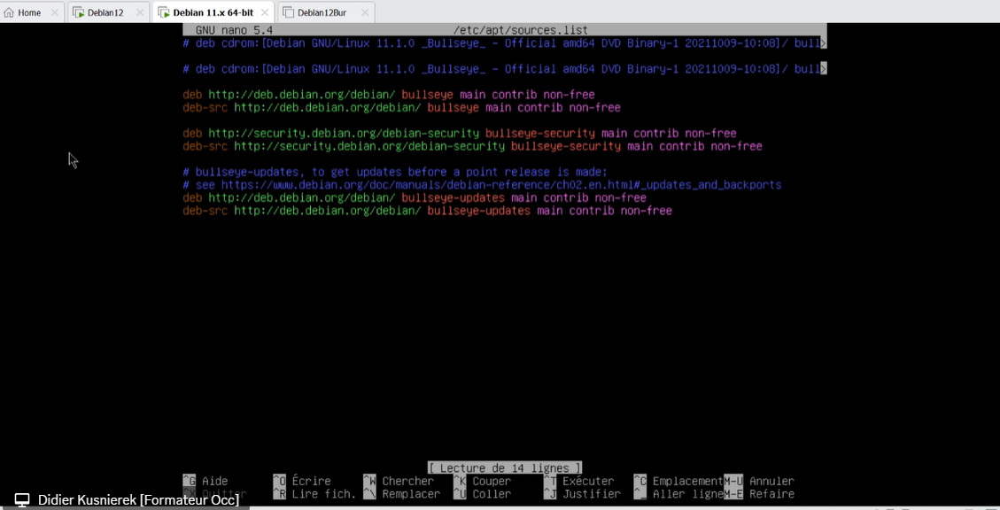 Home Debian12 Debian 11.x 64-bit Debian12Bur
GNU nano 5.4 /etc/apt/sources.list
# deb cdrom:[Debian GNU/Linux 11.1.0 _Bullseye_ - Official amd64 DVD Binary-1 20211009-10:08]/ bull>
# deb cdrom:[Debian GNU/Linux 11.1.0 _Bullseye_ - Official amd64 DVD Binary-1 20211009-10:08]/ bull>
deb http://deb.debian.org/debian/ bullseye main contrib non-free
deb-src http://deb.debian.org/debian/ bullseye main contrib non-free
deb http://security.debian.org/debian-security bullseye-security main contrib non-free
deb-src http://security.debian.org/debian-security bullseye-security main contrib non-free
# bullseye-updates, to get updates before a point release is made;
# see https://www.debian.org/doc/manuals/debian-reference/ch02.en.html#_updates_and_backports
deb http://deb.debian.org/debian/ bullseye-updates main contrib non-free
deb-src http://deb.debian.org/debian/ bullseye-updates main contrib non-free
[ Lecture de 14 lignes ]
^G Aide ^O Écrire ^W Chercher ^K Couper ^T Exécuter ^C Emplacement M-U Annuler
^X Quitter ^R Lire fich. ^\ Remplacer ^U Coller ^J Justifier ^_ Aller ligne M-E Refaire
Didier Kusnierek [Formateur Occ]